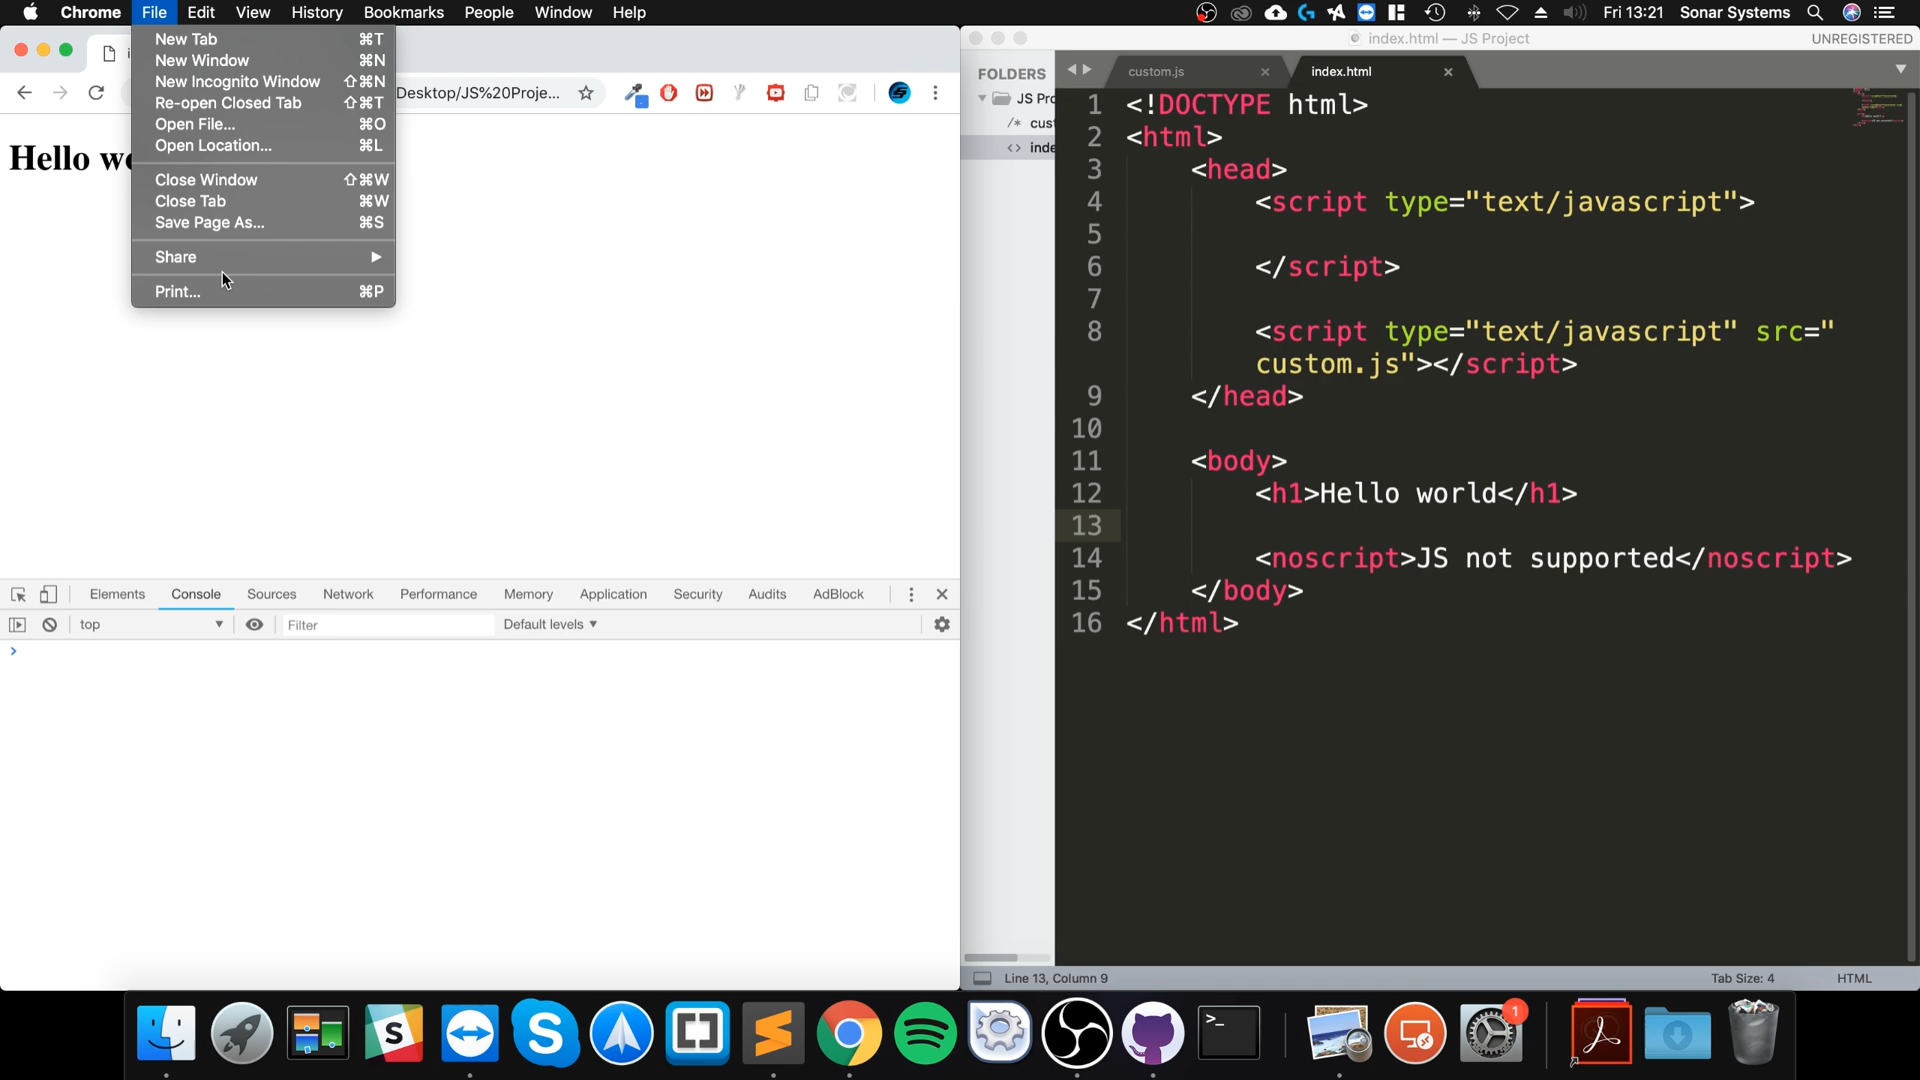 Chrome File Edit View History Bookmarks People Window Help
Fri 13:21 Sonar Systems
New Tab ⌘T
New Window ⌘N
New Incognito Window ⇧⌘N
Re-open Closed Tab ⇧⌘T
Open File... ⌘O
Open Location... ⌘L
Close Window ⇧⌘W
Close Tab ⌘W
Save Page As... ⌘S
Share
Print... ⌘P
Desktop/JS%20Proje...
Hello wo
Elements Console Sources Network Performance Memory Application Security Audits AdBlock
top Filter Default levels
index.html — JS Project UNREGISTERED
FOLDERS
JS Pro
/* cust
<> inde
custom.js index.html
1 <!DOCTYPE html>
2 <html>
3 <head>
4 <script type="text/javascript">
5
6 </script>
7
8 <script type="text/javascript" src="
custom.js"></script>
9 </head>
10
11 <body>
12 <h1>Hello world</h1>
13
14 <noscript>JS not supported</noscript>
15 </body>
16 </html>
Line 13, Column 9 Tab Size: 4 HTML
1